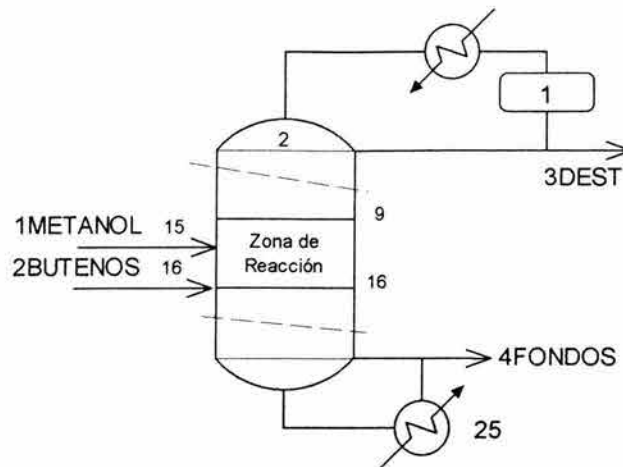 1
2
3DEST
9
1METANOL 15
Zona de
Reacción
2BUTENOS 16
16
4FONDOS
25